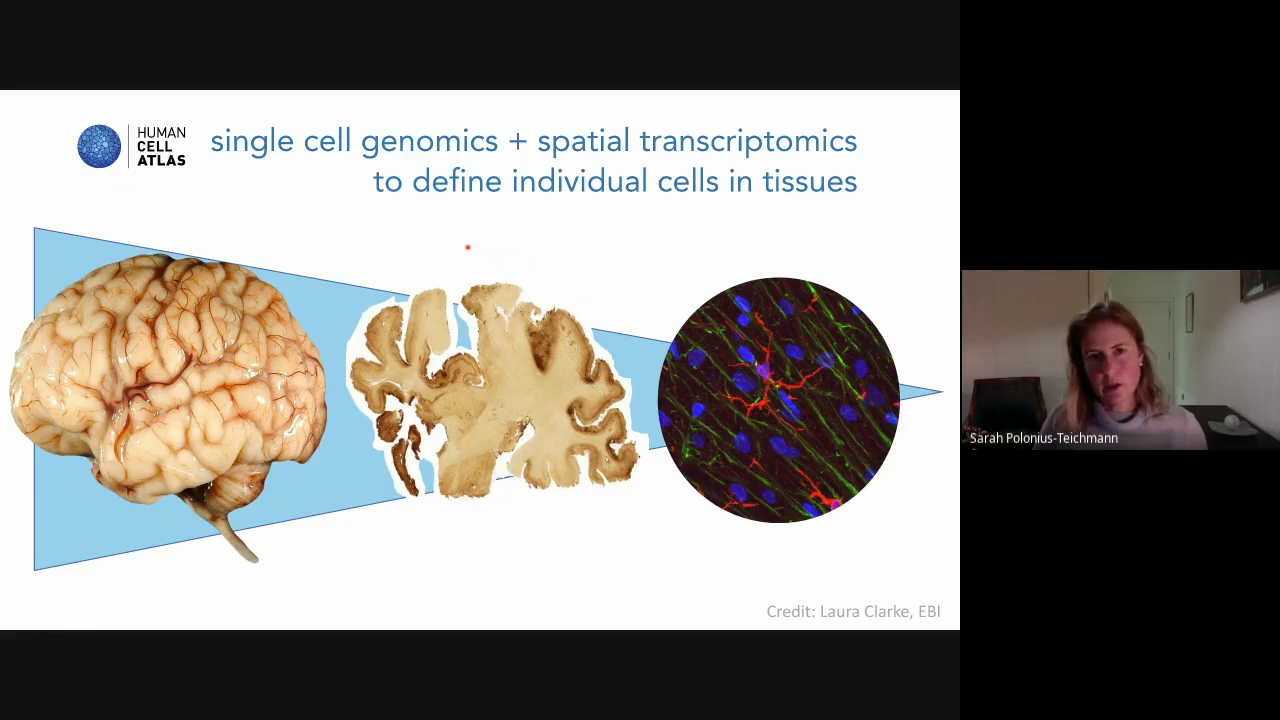 HUMAN
CELL
ATLAS
single cell genomics + spatial transcriptomics
to define individual cells in tissues
Credit: Laura Clarke, EBI
Sarah Polonius-Teichmann